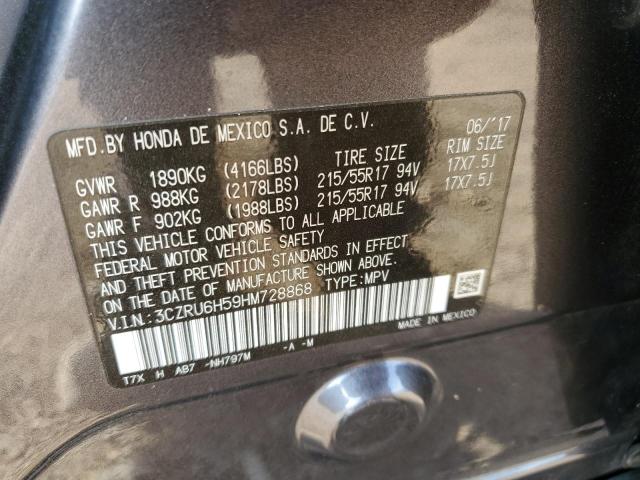 MFD.BY HONDA DE MEXICO S.A. DE C.V. 06/'17
TIRE SIZE RIM SIZE
GVWR 1890KG (4166LBS)
GAWR R 988KG (2178LBS) 215/55R17 94V 17X7.5J
GAWR F 902KG (1988LBS) 215/55R17 94V 17X7.5J
THIS VEHICLE CONFORMS TO ALL APPLICABLE
FEDERAL MOTOR VEHICLE SAFETY
AND THEFT PREVENTION STANDARDS IN EFFECT
ON THE DATE OF MANUFACTURE SHOWN ABOVE.
V.IN.: 3CZRU6H59HM728868 TYPE: MPV
T7X H AB7 -NH797M -A -M MADE IN MEXICO